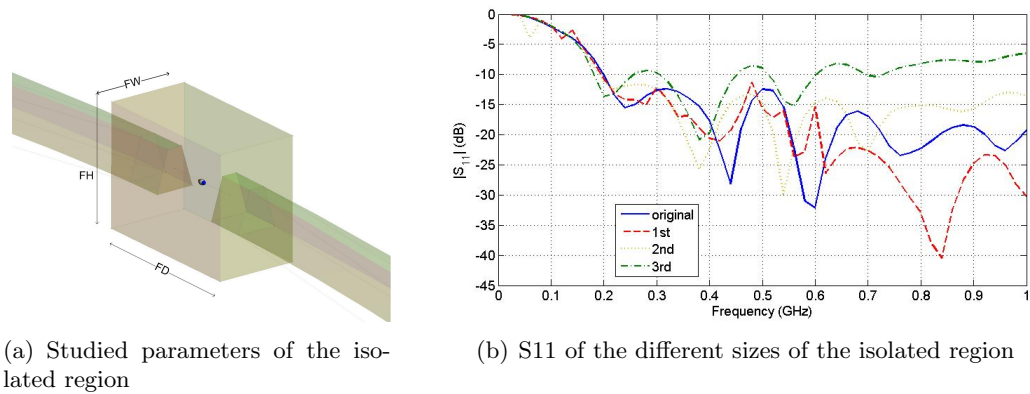 FW
FH
FD
0
-5
-10
-15
-20
-25
-30
-35
-40
-45
|S11| (dB)
original
1st
2nd
3rd
0 0.1 0.2 0.3 0.4 0.5 0.6 0.7 0.8 0.9 1
Frequency (GHz)
(a) Studied parameters of the iso-
lated region
(b) S11 of the different sizes of the isolated region